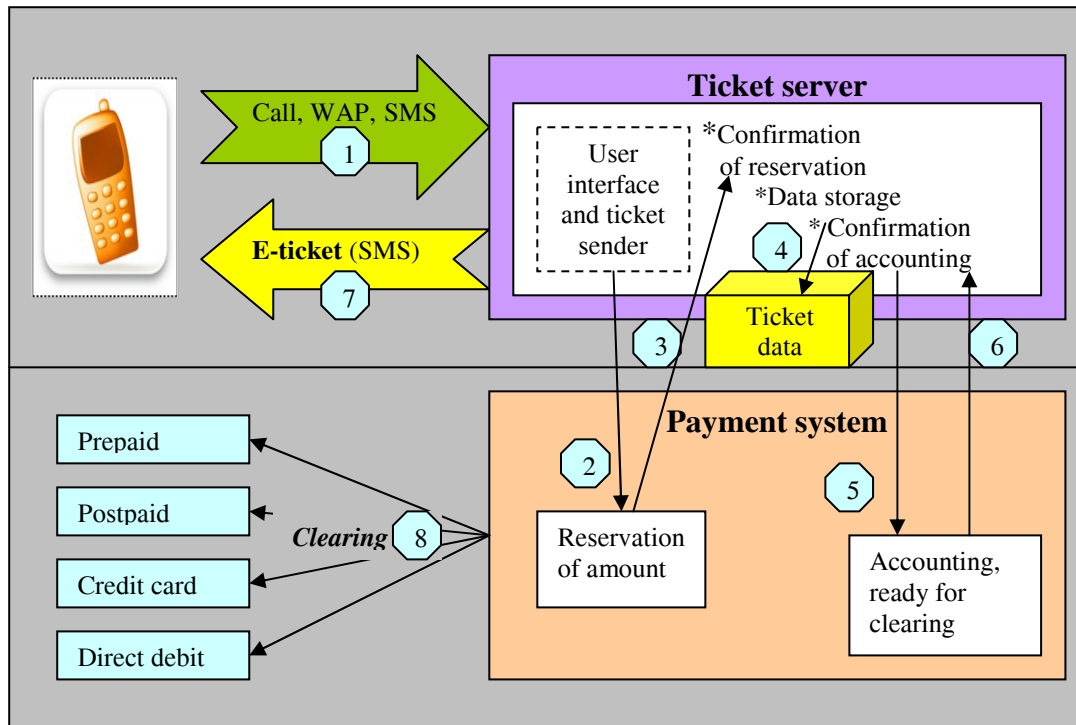 Ticket server
Call, WAP, SMS
1
User
interface
and ticket
sender
*Confirmation
of reservation
*Data storage
*Confirmation
of accounting
4
E-ticket (SMS)
7
Ticket
data
3
6
Payment system
Prepaid
Postpaid
Credit card
Direct debit
Clearing
8
2
Reservation
of amount
5
Accounting,
ready for
clearing